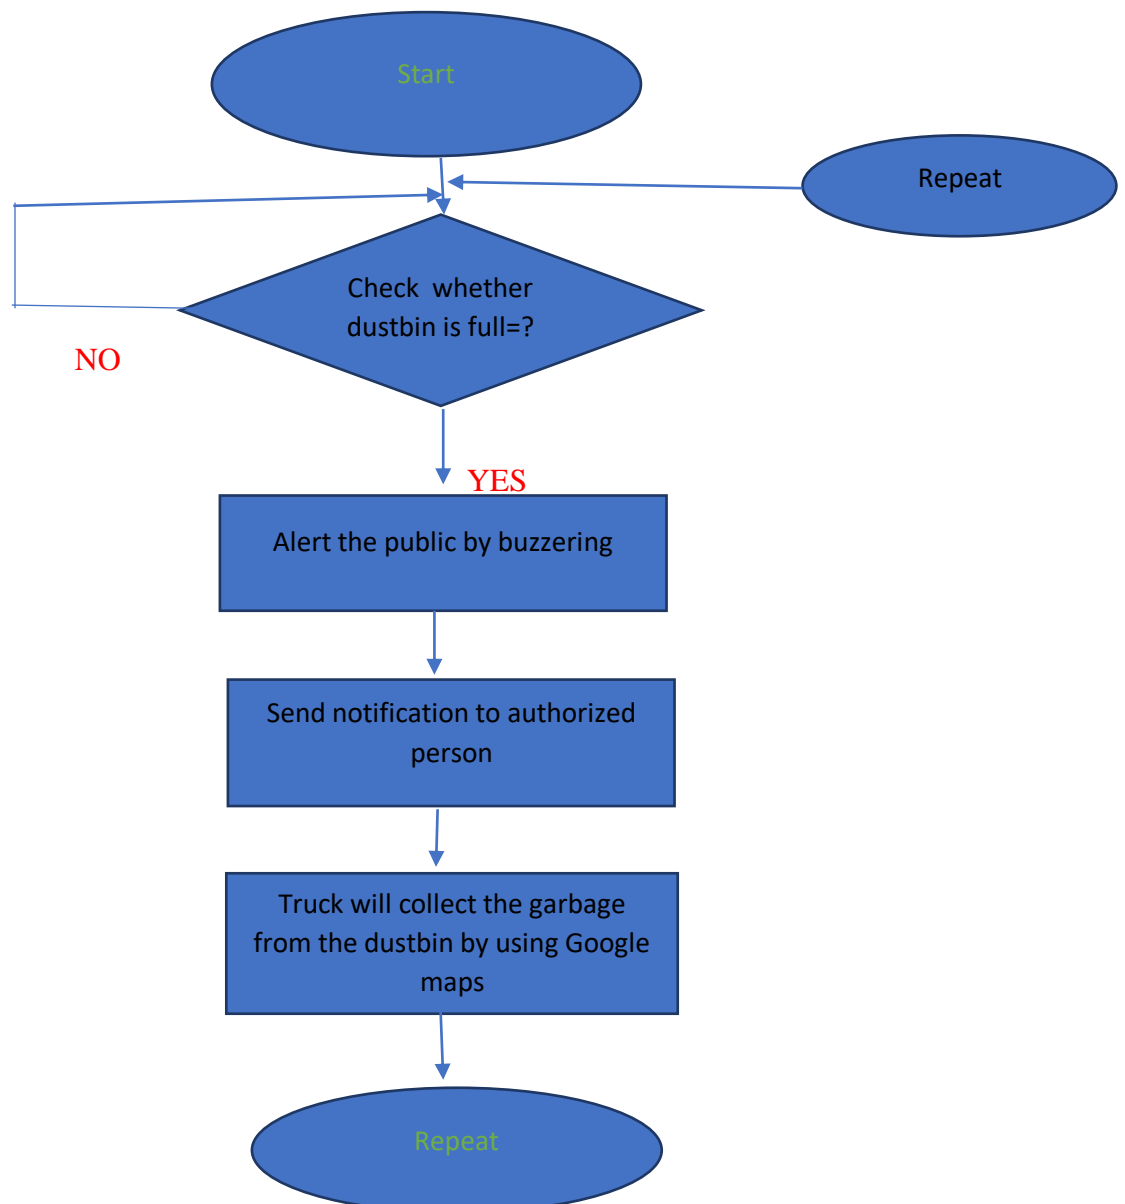 Start
Repeat
Check  whether
dustbin is full=?
NO
YES
Alert the public by buzzering
Send notification to authorized
person
Truck will collect the garbage
from the dustbin by using Google
maps
Repeat